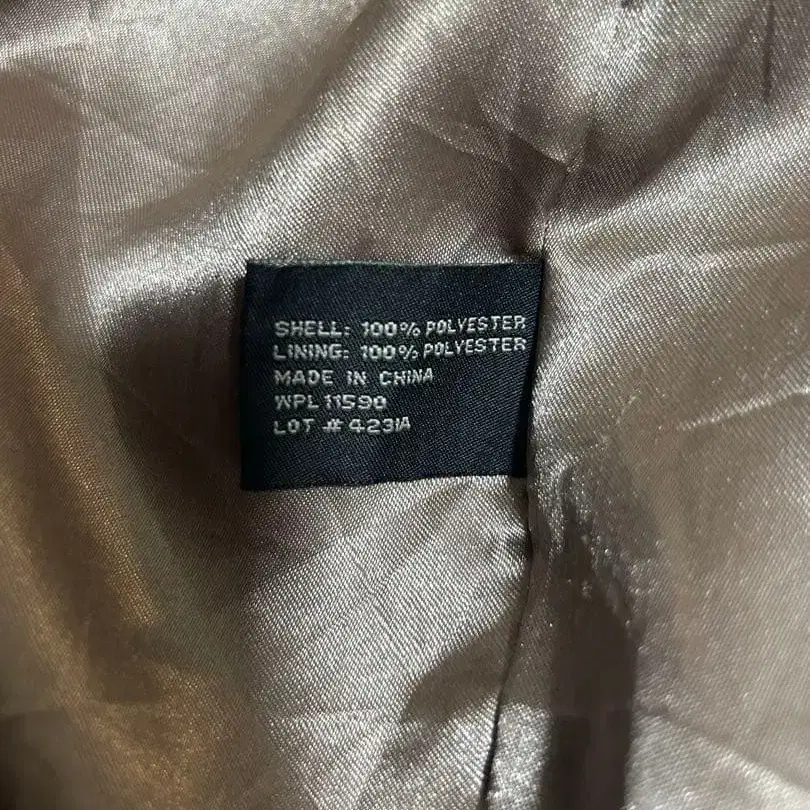 SHELL: 100% POLYESTER
LINING: 100% POLYESTER
MADE IN CHINA
WPL 11590
LOT # 4231A